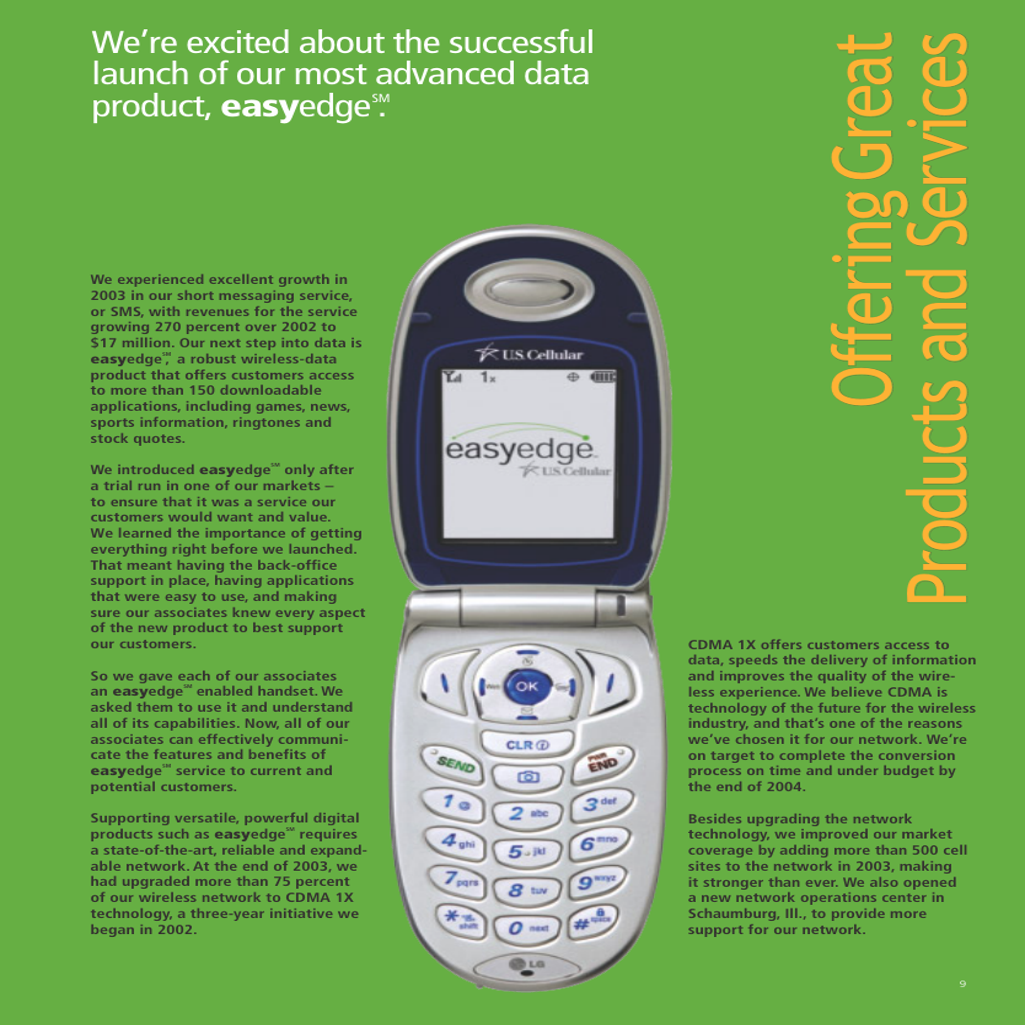 We're excited about the successful
launch of our most advanced data
product, easyedge℠.
Offering Great
Products and Services
We experienced excellent growth in
2003 in our short messaging service,
or SMS, with revenues for the service
growing 270 percent over 2002 to
$17 million. Our next step into data is
easyedge℠, a robust wireless-data
product that offers customers access
to more than 150 downloadable
applications, including games, news,
sports information, ringtones and
stock quotes.
We introduced easyedge℠ only after
a trial run in one of our markets –
to ensure that it was a service our
customers would want and value.
We learned the importance of getting
everything right before we launched.
That meant having the back-office
support in place, having applications
that were easy to use, and making
sure our associates knew every aspect
of the new product to best support
our customers.
So we gave each of our associates
an easyedge℠ enabled handset. We
asked them to use it and understand
all of its capabilities. Now, all of our
associates can effectively communi-
cate the features and benefits of
easyedge℠ service to current and
potential customers.
Supporting versatile, powerful digital
products such as easyedge℠ requires
a state-of-the-art, reliable and expand-
able network. At the end of 2003, we
had upgraded more than 75 percent
of our wireless network to CDMA 1X
technology, a three-year initiative we
began in 2002.
U.S. Cellular
1x
easyedge
U.S. Cellular
OK
CLR
SEND
PWR
END
1 @
2 abc
3 def
4 ghi
5 jkl
6 mno
7 pqrs
8 tuv
9 wxyz
* shift
0 next
# space
LG
CDMA 1X offers customers access to
data, speeds the delivery of information
and improves the quality of the wire-
less experience. We believe CDMA is
technology of the future for the wireless
industry, and that's one of the reasons
we've chosen it for our network. We're
on target to complete the conversion
process on time and under budget by
the end of 2004.
Besides upgrading the network
technology, we improved our market
coverage by adding more than 500 cell
sites to the network in 2003, making
it stronger than ever. We also opened
a new network operations center in
Schaumburg, Ill., to provide more
support for our network.
9